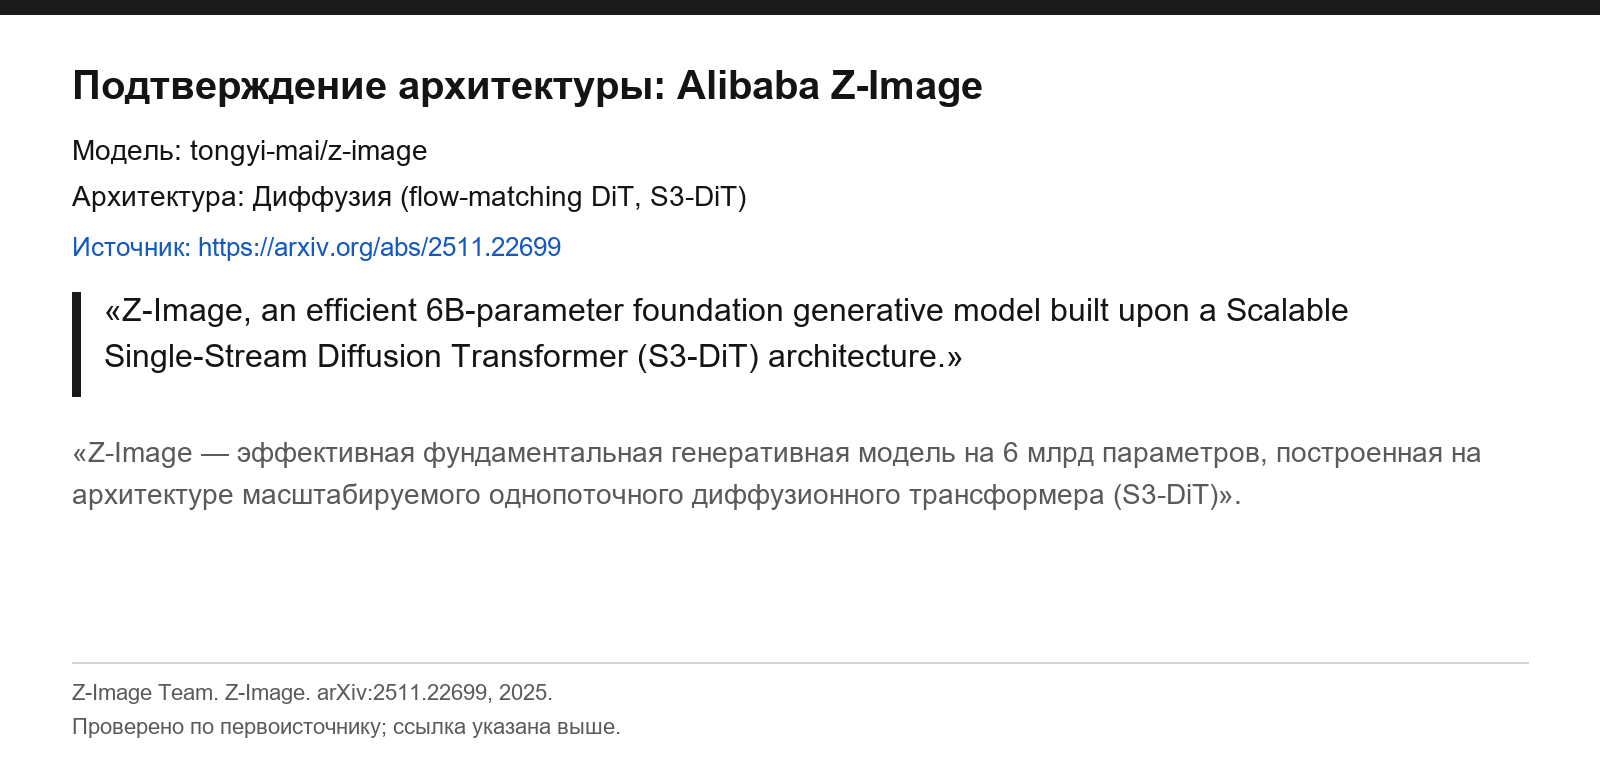 Подтверждение архитектуры: Alibaba Z-Image
Модель: tongyi-mai/z-image
Архитектура: Диффузия (flow-matching DiT, S3-DiT)
Источник: https://arxiv.org/abs/2511.22699
«Z-Image, an efficient 6B-parameter foundation generative model built upon a Scalable
Single-Stream Diffusion Transformer (S3-DiT) architecture.»
«Z-Image — эффективная фундаментальная генеративная модель на 6 млрд параметров, построенная на
архитектуре масштабируемого однопоточного диффузионного трансформера (S3-DiT)».
Z-Image Team. Z-Image. arXiv:2511.22699, 2025.
Проверено по первоисточнику; ссылка указана выше.